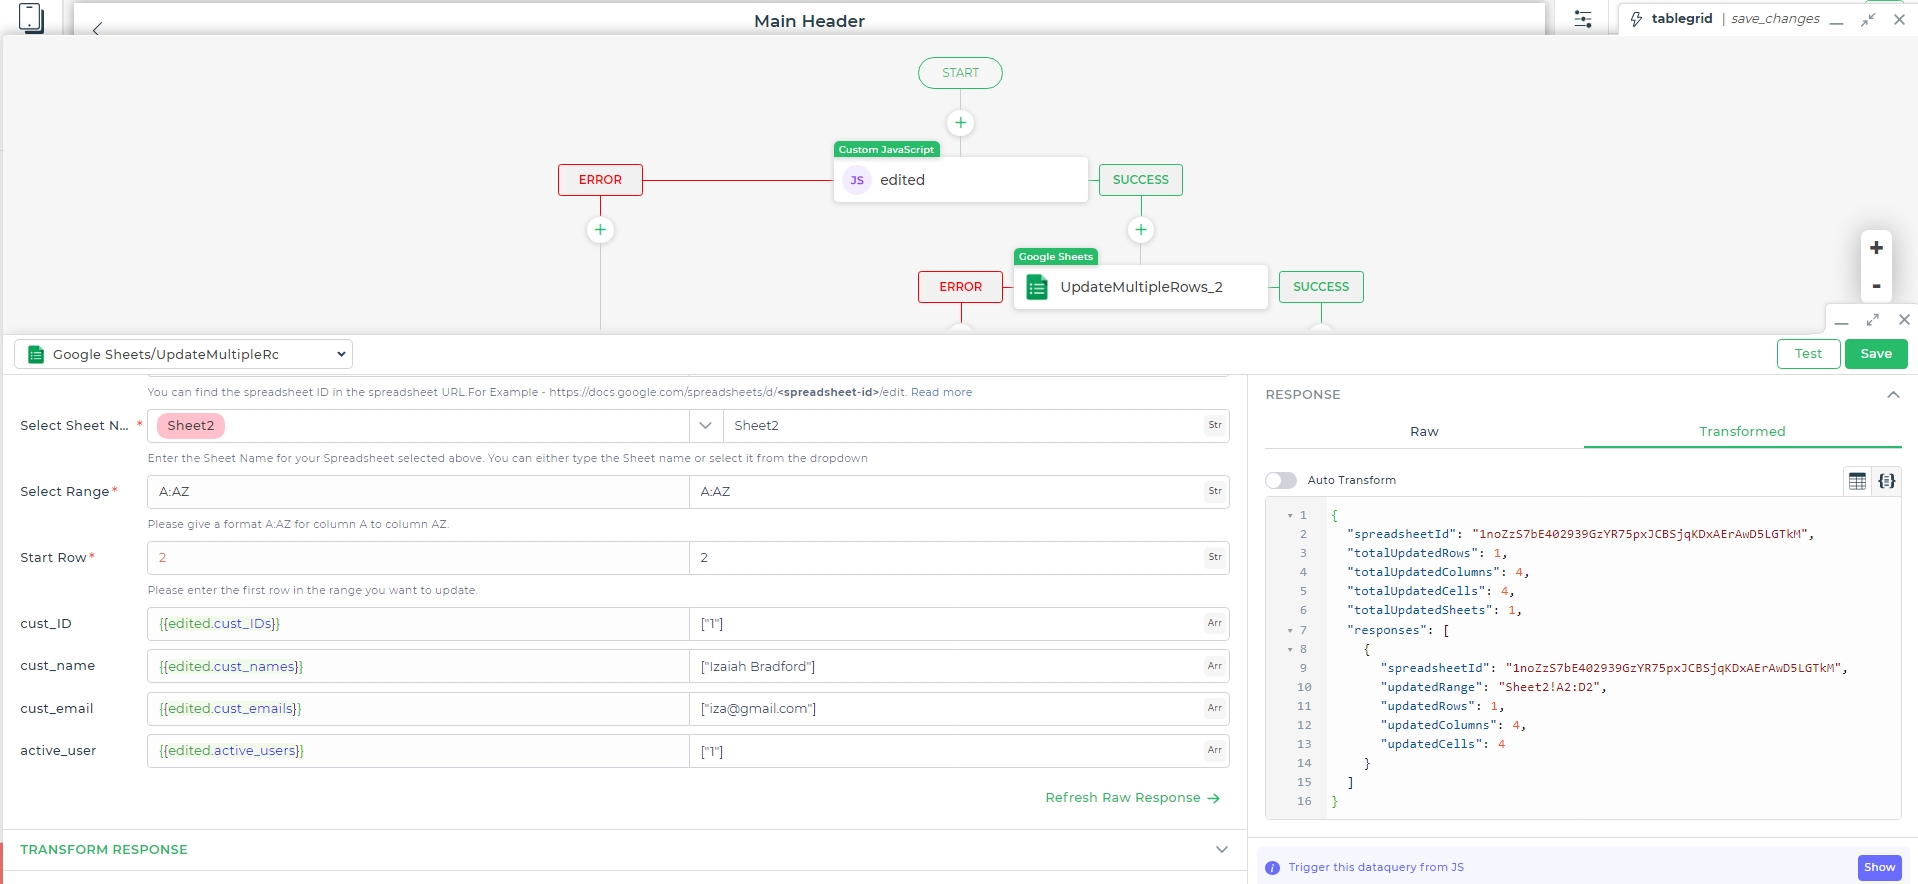 Main Header
tablegrid | save_changes
START
Custom JavaScript
ERROR
JS edited
SUCCESS
Google Sheets
ERROR
UpdateMultipleRows_2
SUCCESS
Google Sheets/UpdateMultipleRc
Test
Save
You can find the spreadsheet ID in the spreadsheet URL.For Example - https://docs.google.com/spreadsheets/d/<spreadsheet-id>/edit. Read more
Select Sheet N... * Sheet2 Sheet2 Str
Enter the Sheet Name for your Spreadsheet selected above. You can either type the Sheet name or select it from the dropdown
Select Range* A:AZ A:AZ Str
Please give a format A:AZ for column A to column AZ.
Start Row* 2 2 Str
Please enter the first row in the range you want to update.
cust_ID {{edited.cust_IDs}} ["1"] Arr
cust_name {{edited.cust_names}} ["Izaiah Bradford"] Arr
cust_email {{edited.cust_emails}} ["iza@gmail.com"] Arr
active_user {{edited.active_users}} ["1"] Arr
Refresh Raw Response →
TRANSFORM RESPONSE
RESPONSE
Raw Transformed
Auto Transform
1 {
2 "spreadsheetId": "1noZzS7bE402939GzYR75pxJCBSjqKDxAErAwD5LGTkM",
3 "totalUpdatedRows": 1,
4 "totalUpdatedColumns": 4,
5 "totalUpdatedCells": 4,
6 "totalUpdatedSheets": 1,
7 "responses": [
8 {
9 "spreadsheetId": "1noZzS7bE402939GzYR75pxJCBSjqKDxAErAwD5LGTkM",
10 "updatedRange": "Sheet2!A2:D2",
11 "updatedRows": 1,
12 "updatedColumns": 4,
13 "updatedCells": 4
14 }
15 ]
16 }
Trigger this dataquery from JS
Show